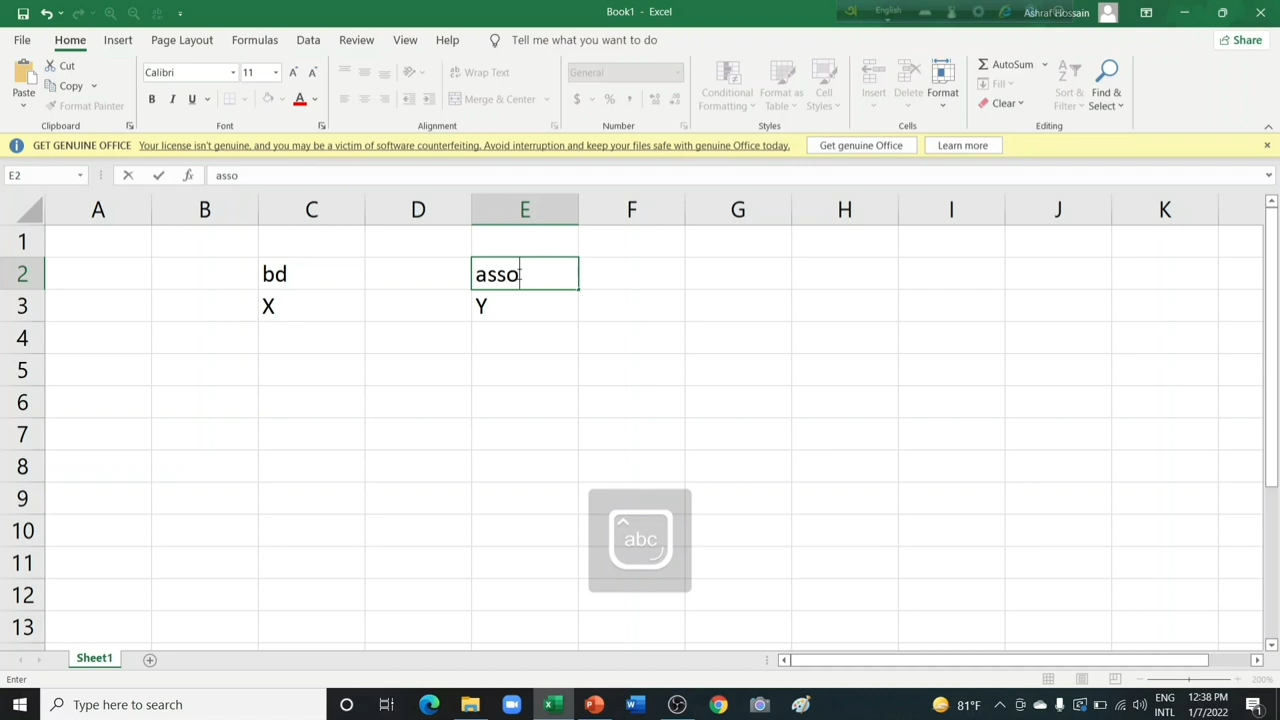 Book1 - Excel
English
Ashraf Hossain
File Home Insert Page Layout Formulas Data Review View Help Tell me what you want to do
Share
Paste
Cut
Copy
Format Painter
Clipboard
Calibri 11
B I U
Font
Wrap Text
Merge & Center
Alignment
General
$ % ,
Number
Conditional Formatting
Format as Table
Cell Styles
Styles
Insert Delete Format
Cells
AutoSum
Fill
Clear
Sort & Filter
Find & Select
Editing
GET GENUINE OFFICE Your license isn't genuine, and you may be a victim of software counterfeiting. Avoid interruption and keep your files safe with genuine Office today. Get genuine Office Learn more
E2 fx asso
A B C D E F G H I J K
1
2 bd asso
3 X Y
4
5
6
7
8
9
abc
10
11
12
13
Sheet1
Enter 200%
Type here to search
81°F
ENG
INTL
12:38 PM
1/7/2022